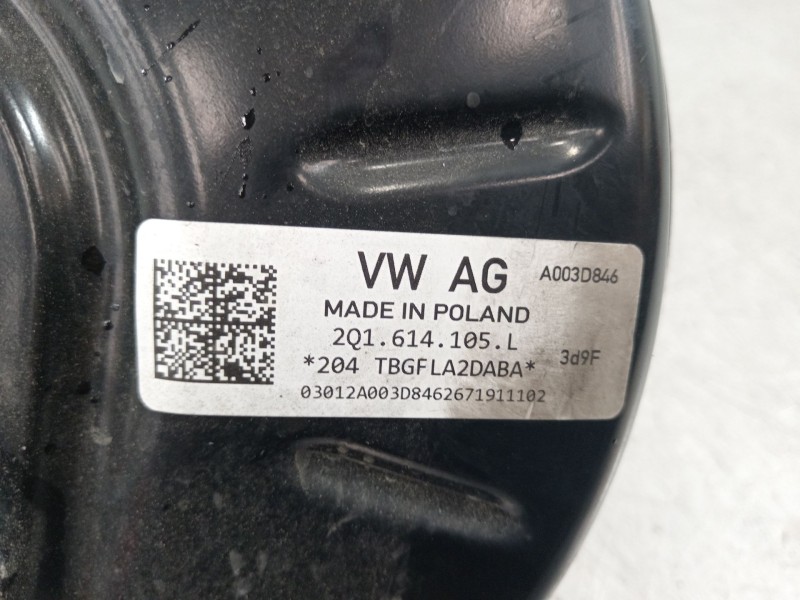 VW AG A003D846
MADE IN POLAND
2Q1.614.105.L
*204 TBGFLA2DABA* 3d9F
03012A003D8462671911102